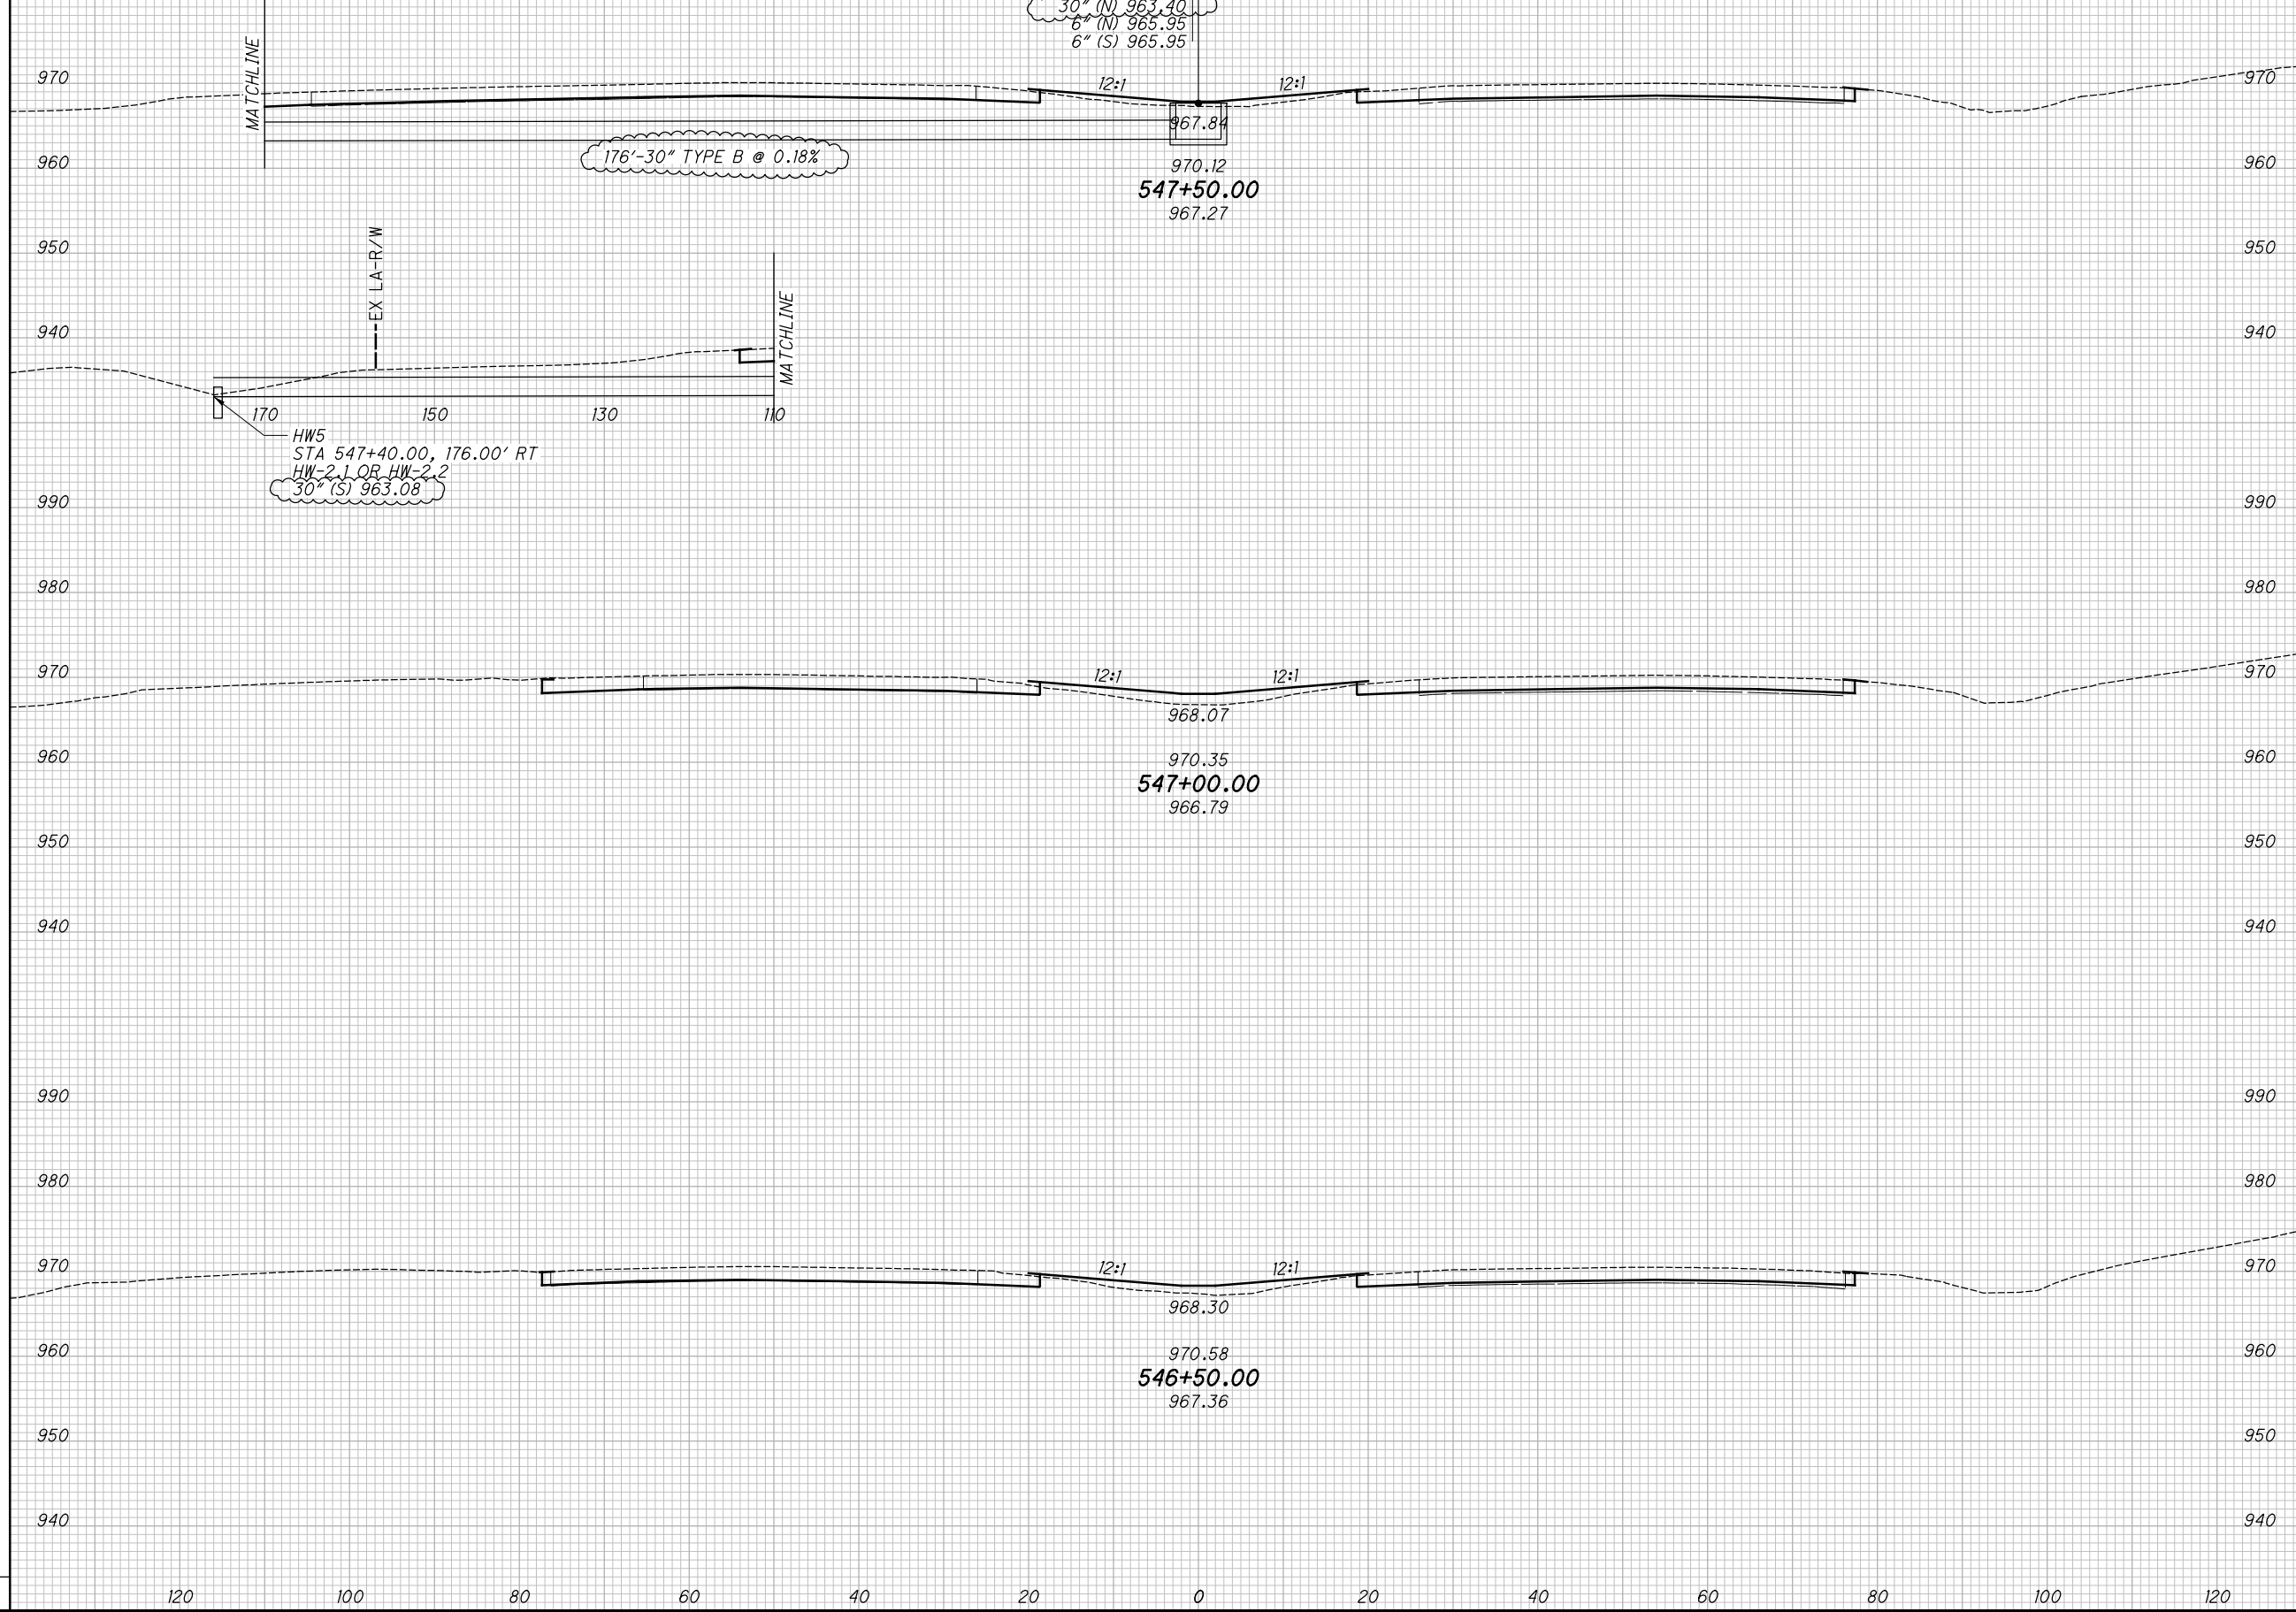 30" (N) 963.40
6" (N) 965.95
6" (S) 965.95
MATCHLINE
970 12:1 12:1 970
967.84
960 176'-30" TYPE B @ 0.18% 960
970.12
547+50.00
967.27
950 950
EX LA-R/W
MATCHLINE
940 940
170 150 130 110
HW5
STA 547+40.00, 176.00' RT
HW-2.1 OR HW-2.2
30" (S) 963.08
990 990
980 980
970 12:1 12:1 970
968.07
960 970.35 960
547+00.00
966.79
950 950
940 940
990 990
980 980
970 12:1 12:1 970
968.30
960 970.58 960
546+50.00
967.36
950 950
940 940
120 100 80 60 40 20 0 20 40 60 80 100 120